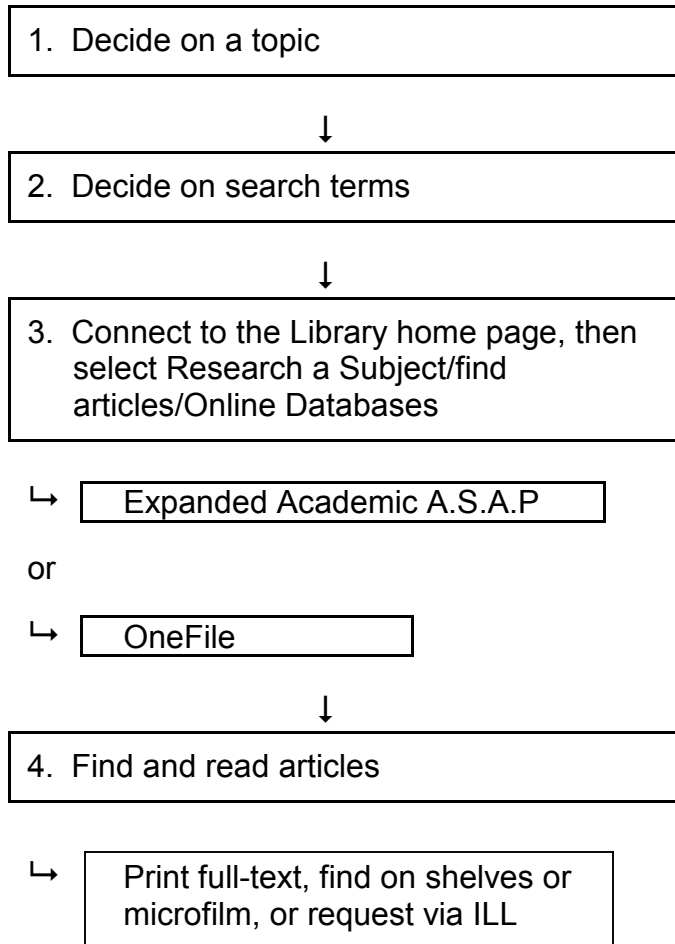 1. Decide on a topic
↓
2. Decide on search terms
↓
3. Connect to the Library home page, then
select Research a Subject/find
articles/Online Databases
↳ Expanded Academic A.S.A.P
or
↳ OneFile
↓
4. Find and read articles
↳ Print full-text, find on shelves or
microfilm, or request via ILL